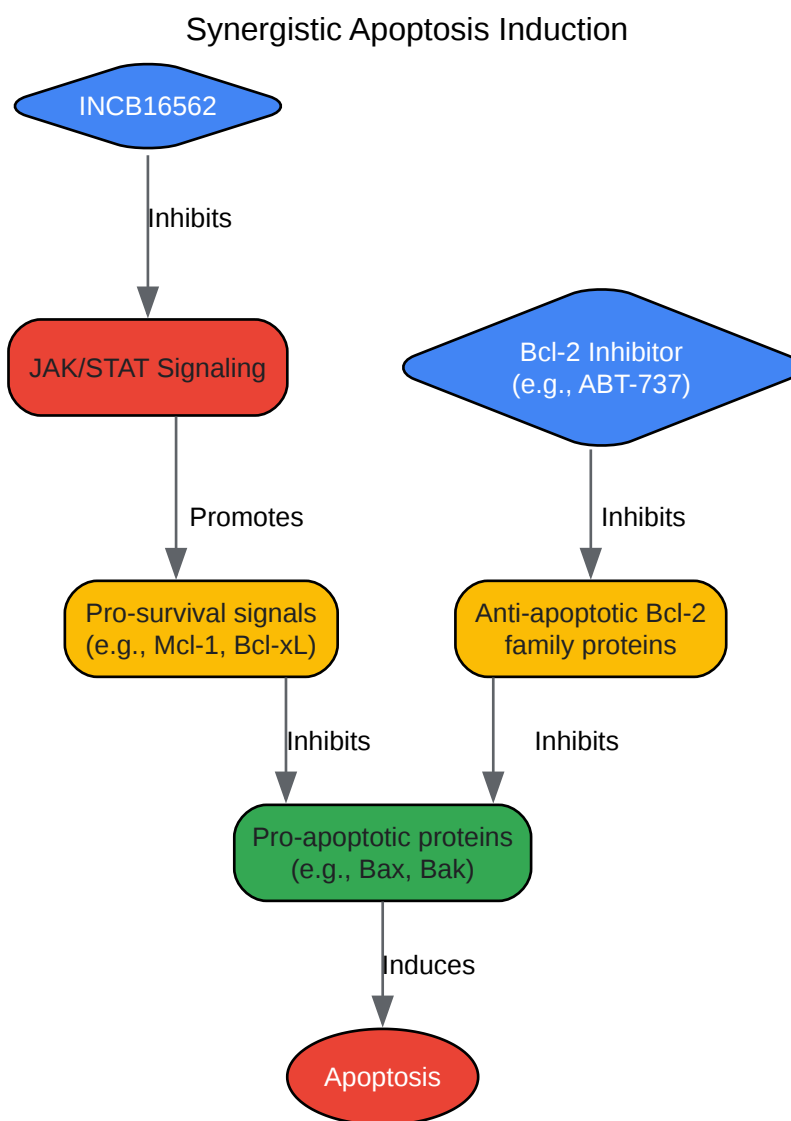 Synergistic Apoptosis Induction
INCB16562
Inhibits
JAK/STAT Signaling
Bcl-2 Inhibitor
(e.g., ABT-737)
Promotes
Inhibits
Pro-survival signals
(e.g., Mcl-1, Bcl-xL)
Anti-apoptotic Bcl-2
family proteins
Inhibits
Inhibits
Pro-apoptotic proteins
(e.g., Bax, Bak)
Induces
Apoptosis